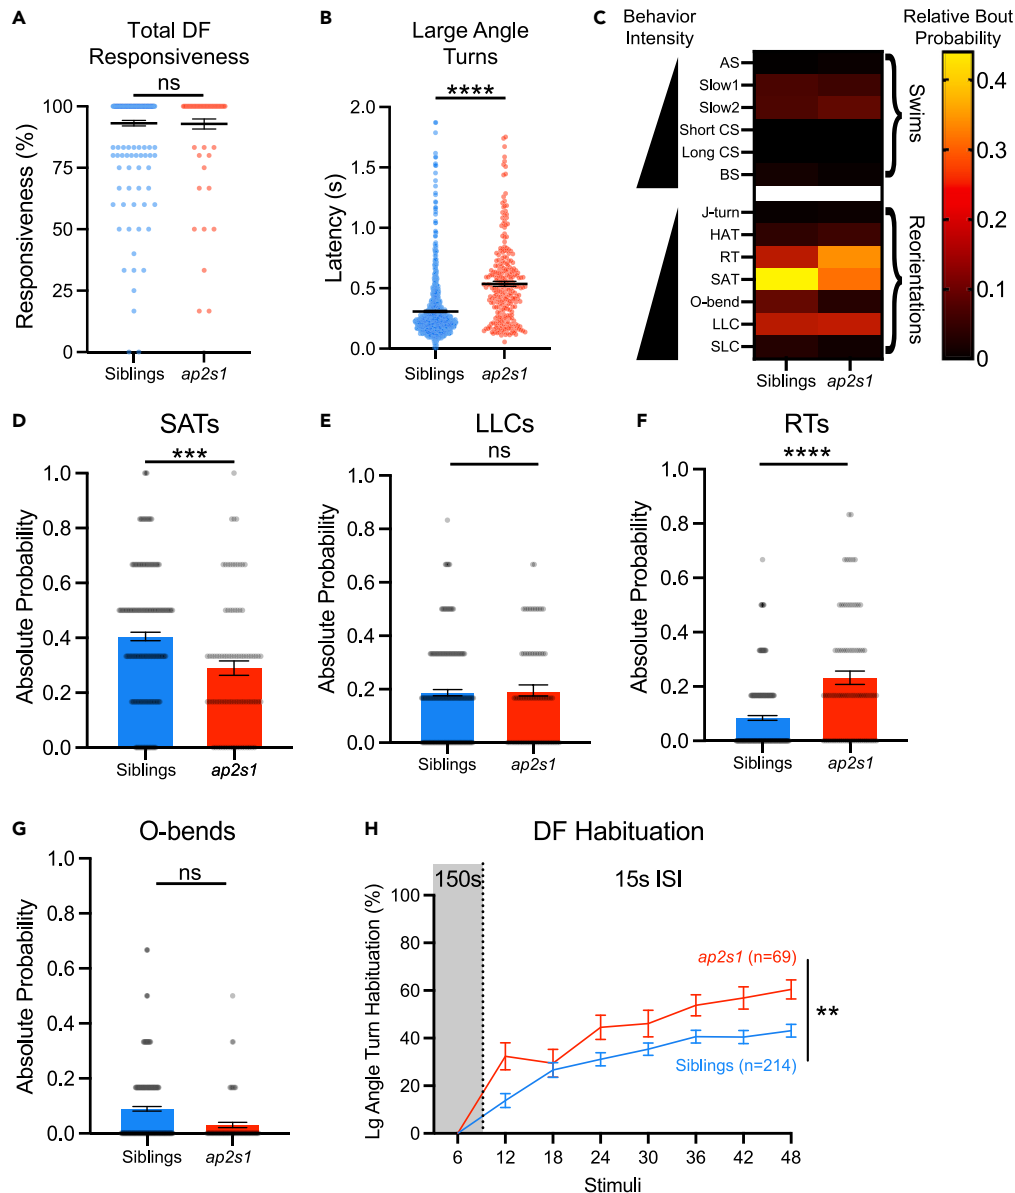 A
Total DF
Responsiveness
ns
Responsiveness (%)
100
75
50
25
0
Siblings
ap2s1
B
Large Angle
Turns
****
Latency (s)
2.0
1.5
1.0
0.5
0.0
Siblings
ap2s1
C
Behavior
Intensity
Relative Bout
Probability
AS
Slow1
Slow2
Short CS
Long CS
BS
J-turn
HAT
RT
SAT
O-bend
LLC
SLC
Swims
Reorientations
Siblings
ap2s1
0.4
0.3
0.2
0.1
0
D
SATs
***
Absolute Probability
1.0
0.8
0.6
0.4
0.2
0.0
Siblings
ap2s1
E
LLCs
ns
Absolute Probability
1.0
0.8
0.6
0.4
0.2
0.0
Siblings
ap2s1
F
RTs
****
Absolute Probability
1.0
0.8
0.6
0.4
0.2
0.0
Siblings
ap2s1
G
O-bends
ns
Absolute Probability
1.0
0.8
0.6
0.4
0.2
0.0
Siblings
ap2s1
H
DF Habituation
150s
15s ISI
Lg Angle Turn Habituation (%)
100
80
60
40
20
0
ap2s1 (n=69)
**
Siblings (n=214)
6 12 18 24 30 36 42 48
Stimuli